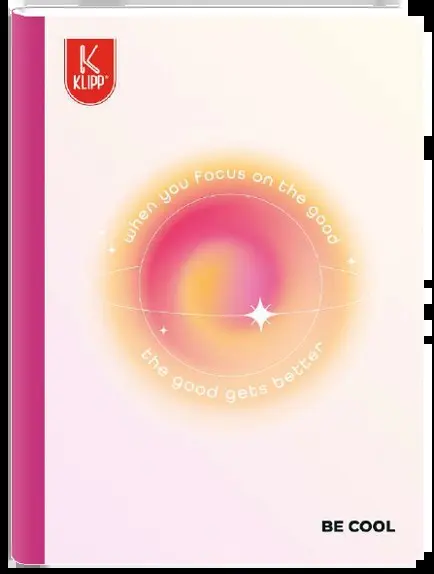 K
KLIPP
when you Focus on the good
the good gets better
BE COOL